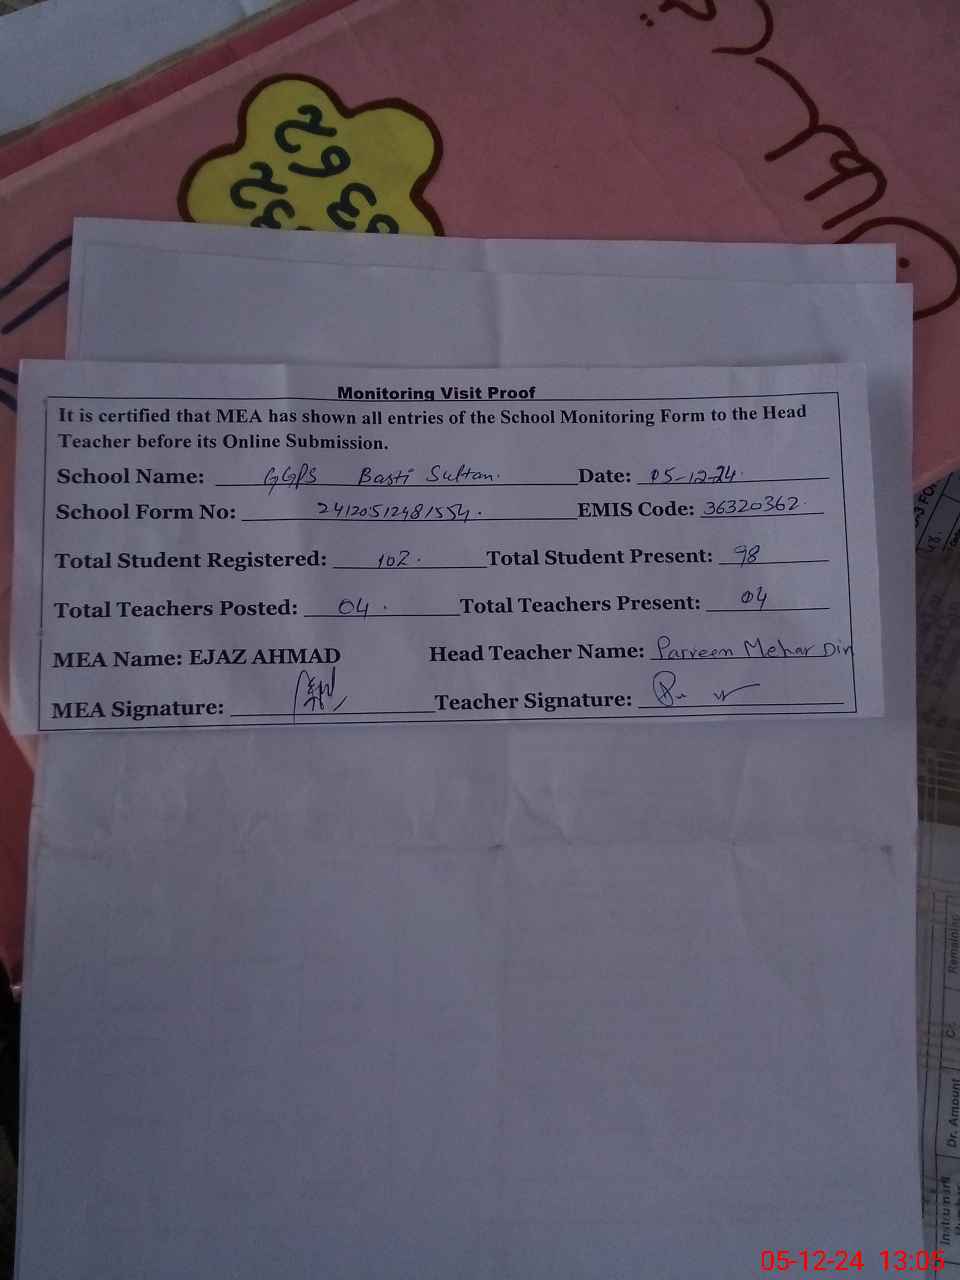 Monitoring Visit Proof
It is certified that MEA has shown all entries of the School Monitoring Form to the Head
Teacher before its Online Submission.
School Name: GGPS Basti Sultan. Date: 05-12-24.
School Form No: 24120512481554. EMIS Code: 36320362.
Total Student Registered: 102. Total Student Present: 98
Total Teachers Posted: 04. Total Teachers Present: 04
MEA Name: EJAZ AHMAD Head Teacher Name: Parveen Mehar Din
MEA Signature: Teacher Signature:
Remaining
Dr. Amount
05-12-24 13:05